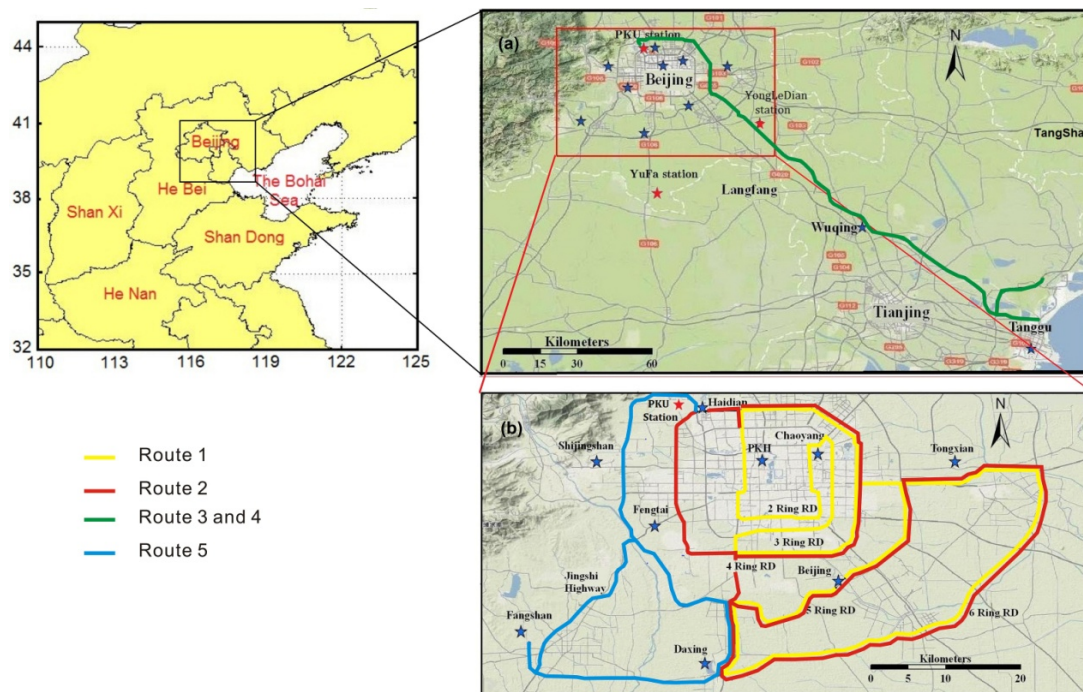 44
41
38
35
32
110
113
116
119
122
125
Beijing
He Bei
The Bohai
Sea
Shan Xi
Shan Dong
He Nan
(a)
PKU station
Beijing
YongLeDian
station
YuFa station
Langfang
Wuqing
Tianjing
Tanggu
TangSha
N
Kilometers
0 15 30 60
Route 1
Route 2
Route 3 and 4
Route 5
(b)
PKU
Station
Haidian
Shijingshan
Chaoyang
PKH
Tongxian
Fengtai
2 Ring RD
3 Ring RD
4 Ring RD
Beijing
5 Ring RD
6 Ring RD
Jingshi
Highway
Fangshan
Daxing
N
Kilometers
0 5 10 20